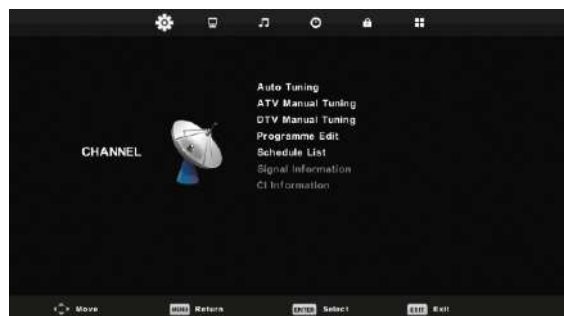 Auto Tuning
ATV Manual Tuning
DTV Manual Tuning
Programme Edit
CHANNEL
Schedule List
Signal Information
CI Information
Move MENU Return ENTER Select EXIT Exit